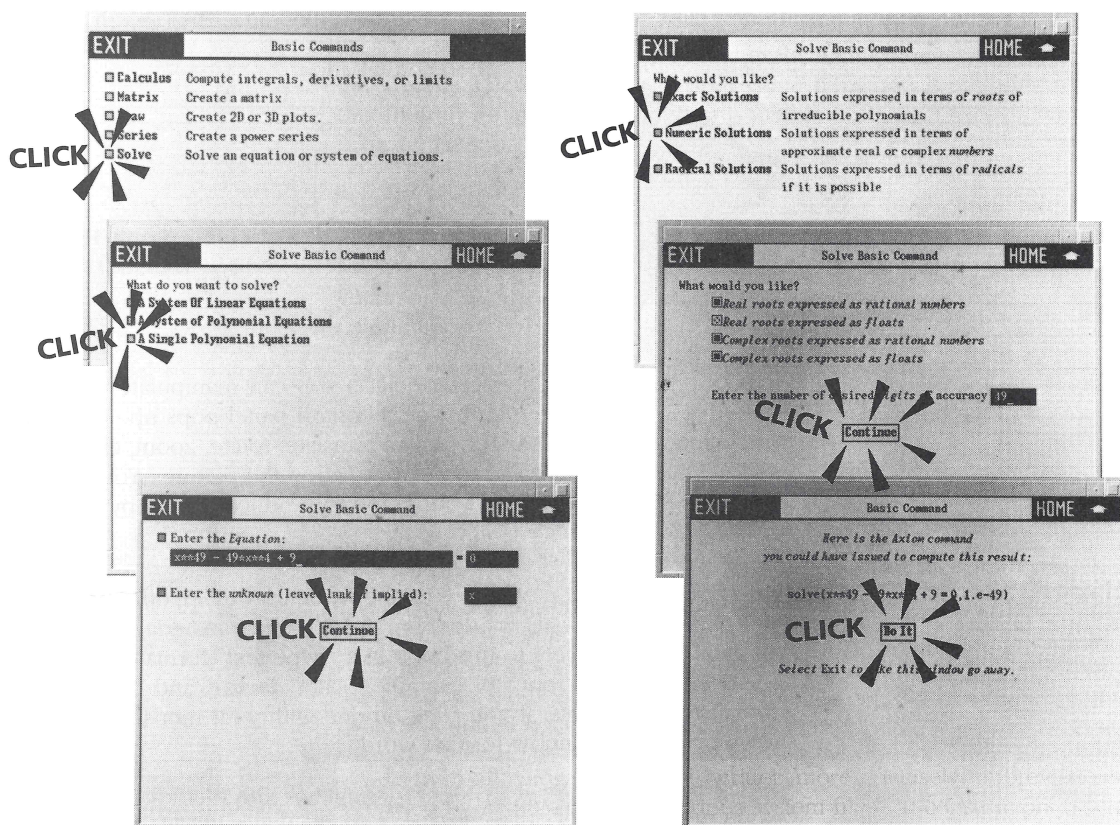 EXIT Basic Commands
Calculus Compute integrals, derivatives, or limits
Matrix Create a matrix
Create 2D or 3D plots.
Series Create a power series
CLICK
Solve Solve an equation or system of equations.
EXIT Solve Basic Command HOME
What do you want to solve?
A System Of Linear Equations
A System of Polynomial Equations
CLICK
A Single Polynomial Equation
EXIT Solve Basic Command HOME
Enter the Equation:
x**49 - 49*x**4 + 9_ = 0
Enter the unknown (leave blank if implied): x
CLICK
Continue
EXIT Solve Basic Command HOME
What would you like?
Exact Solutions Solutions expressed in terms of roots of
irreducible polynomials
CLICK
Numeric Solutions Solutions expressed in terms of
approximate real or complex numbers
Radical Solutions Solutions expressed in terms of radicals
if it is possible
EXIT Solve Basic Command HOME
What would you like?
Real roots expressed as rational numbers
Real roots expressed as floats
Complex roots expressed as rational numbers
Complex roots expressed as floats
Enter the number of desired digits of accuracy 49_
CLICK
Continue
EXIT Basic Command HOME
Here is the Axiom command
you could have issued to compute this result:
solve(x**49 - 49*x**4 + 9 = 0,1.e-49)
CLICK
Do It
Select Exit to make this window go away.